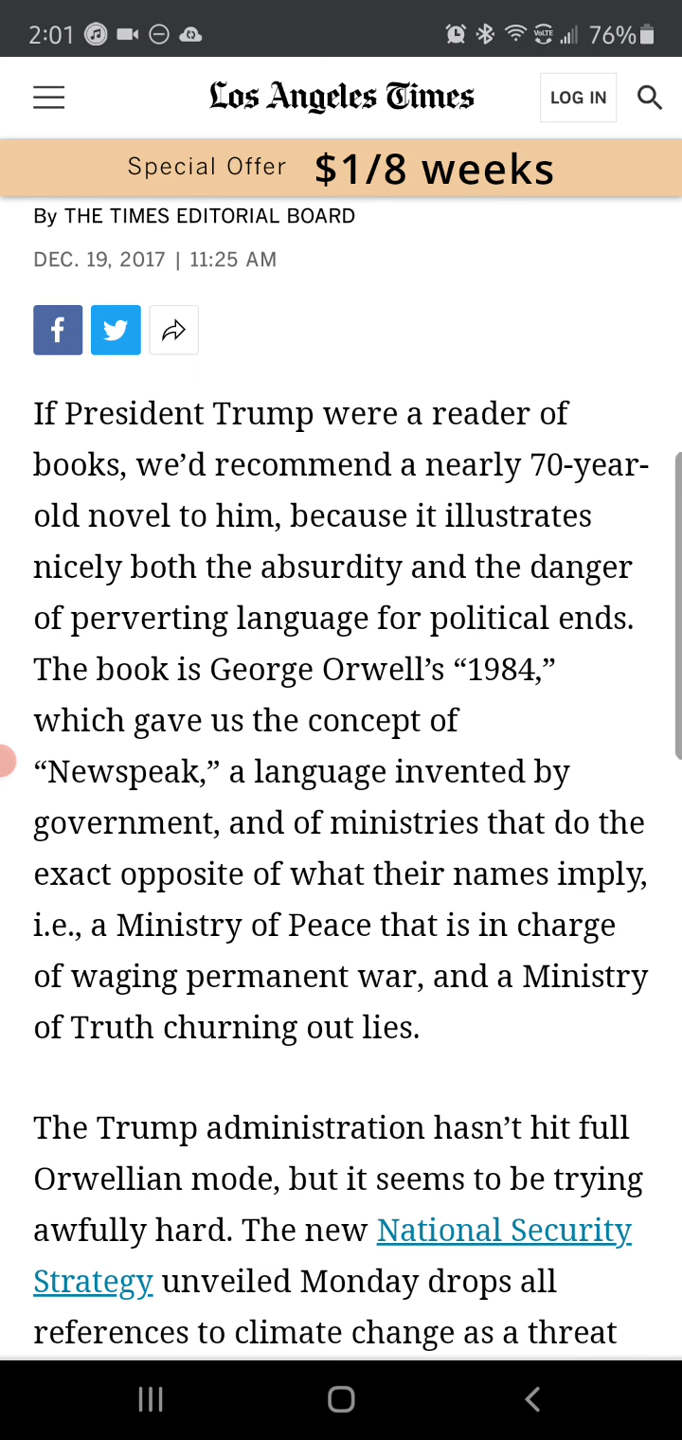 2:01 76%
Los Angeles Times LOG IN
Special Offer $1/8 weeks
By THE TIMES EDITORIAL BOARD
DEC. 19, 2017 | 11:25 AM
If President Trump were a reader of
books, we’d recommend a nearly 70-year-
old novel to him, because it illustrates
nicely both the absurdity and the danger
of perverting language for political ends.
The book is George Orwell’s “1984,”
which gave us the concept of
“Newspeak,” a language invented by
government, and of ministries that do the
exact opposite of what their names imply,
i.e., a Ministry of Peace that is in charge
of waging permanent war, and a Ministry
of Truth churning out lies.
The Trump administration hasn’t hit full
Orwellian mode, but it seems to be trying
awfully hard. The new National Security
Strategy unveiled Monday drops all
references to climate change as a threat